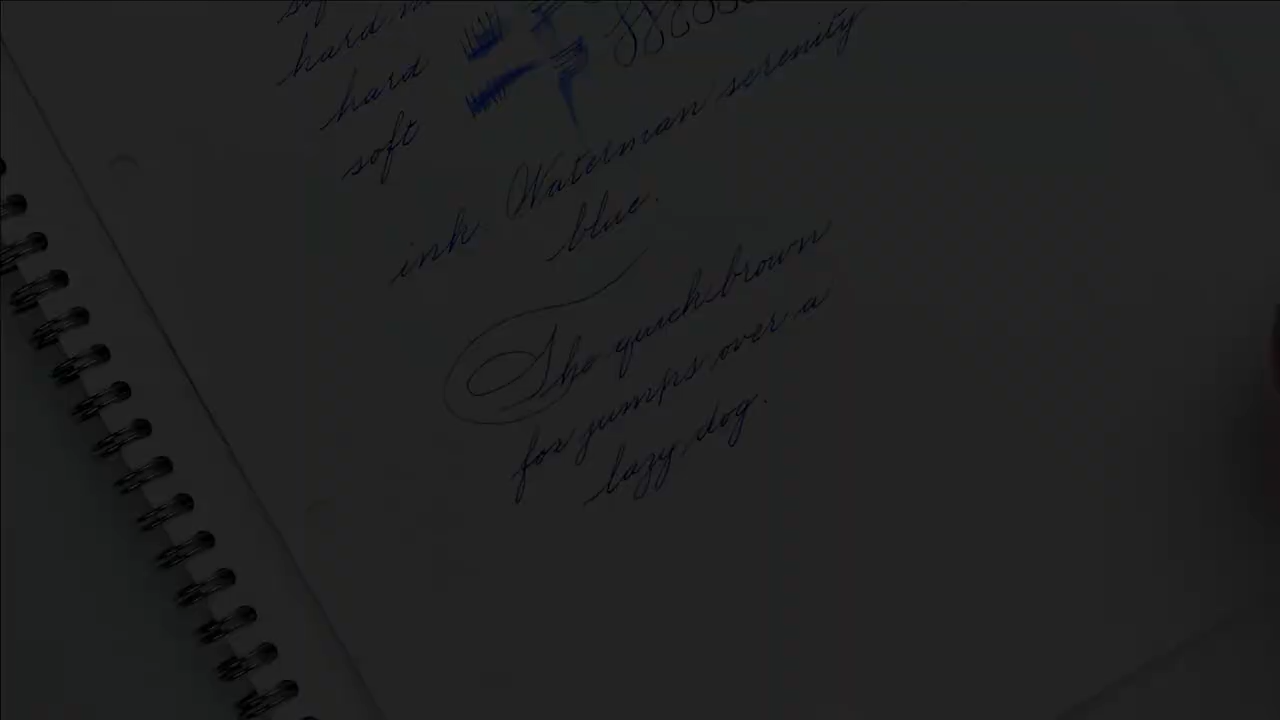 hard
hard
soft
ink Waterman serenity
blue.
The quick brown
fox jumps over a
lazy dog.